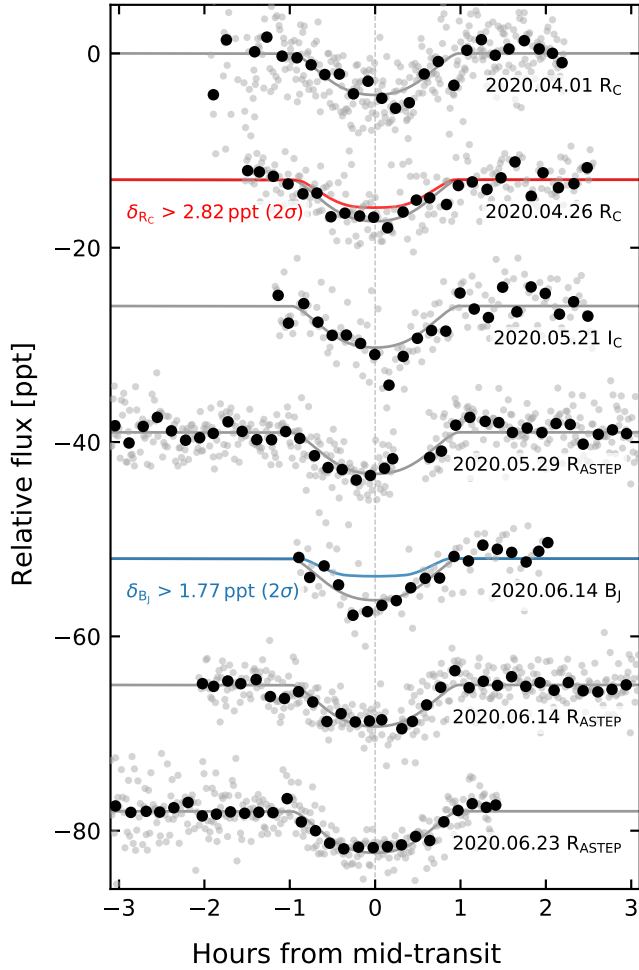 0
2020.04.01 R_C
δ_{R_C} > 2.82 ppt (2σ)
2020.04.26 R_C
−20
2020.05.21 I_C
−40
2020.05.29 R_ASTEP
Relative flux [ppt]
δ_{B_J} > 1.77 ppt (2σ)
2020.06.14 B_J
−60
2020.06.14 R_ASTEP
−80
2020.06.23 R_ASTEP
−3 −2 −1 0 1 2 3
Hours from mid-transit